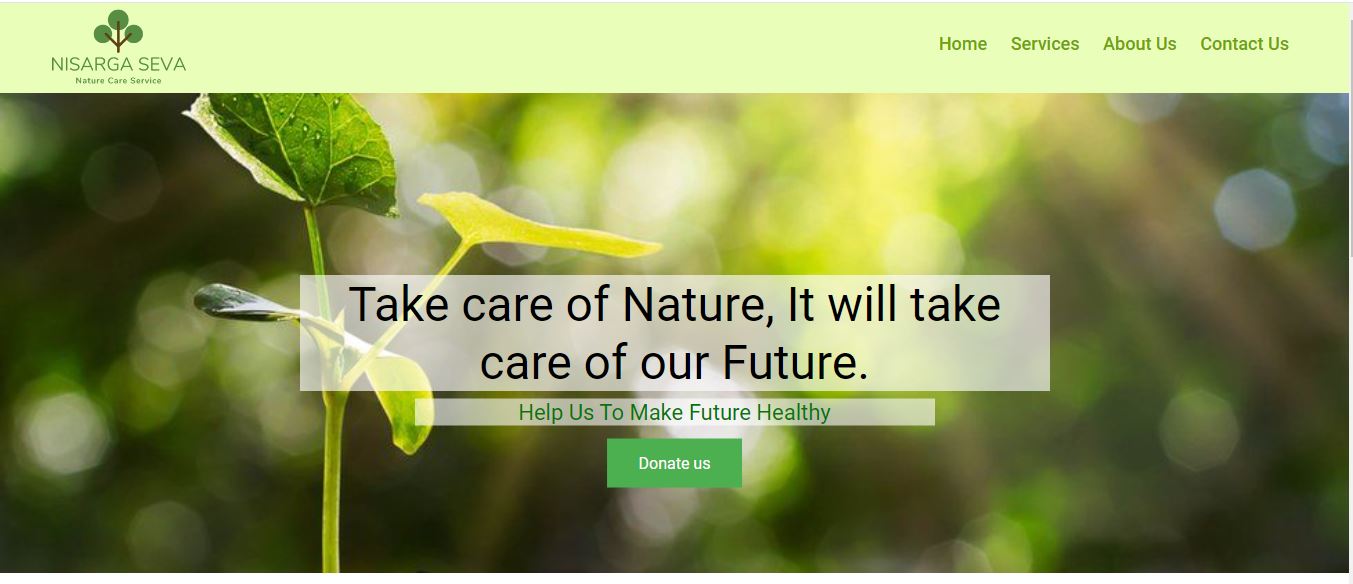 NISARGA SEVA
Nature Care Service
Home Services About Us Contact Us
Take care of Nature, It will take
care of our Future.
Help Us To Make Future Healthy
Donate us